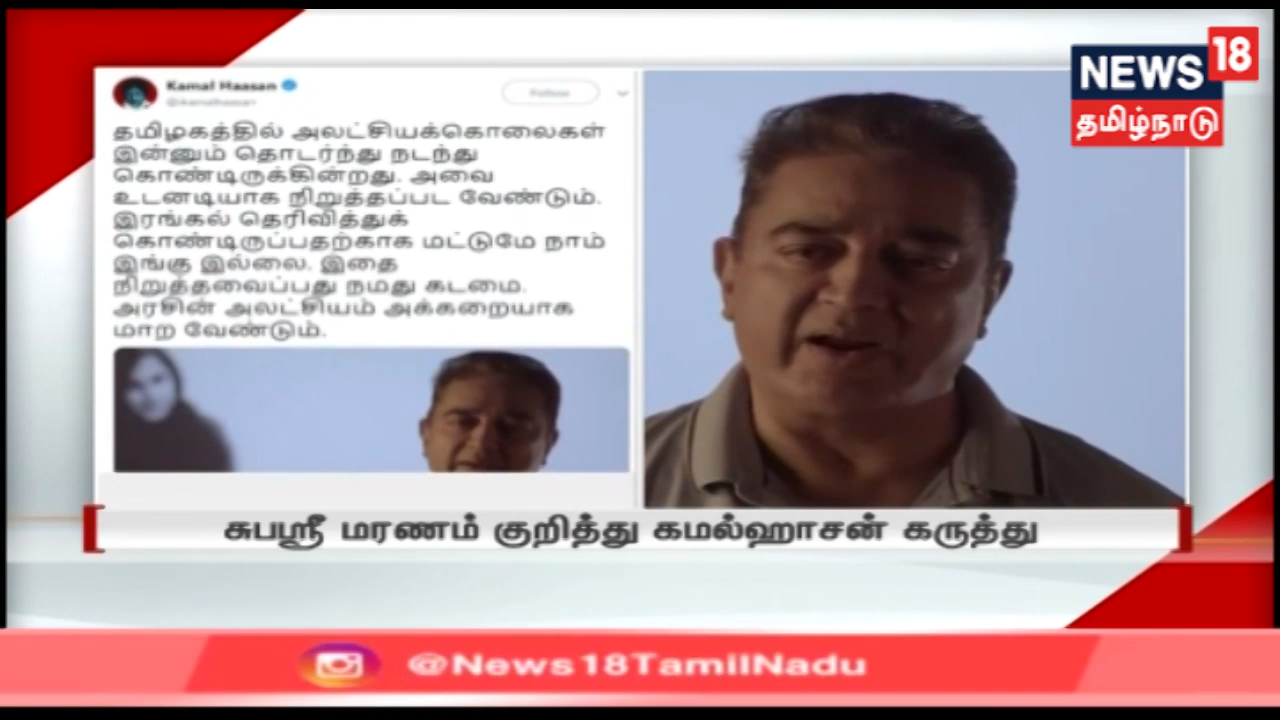 NEWS 18
தமிழ்நாடு
Kamal Haasan
@ikamalhaasan
Follow
தமிழகத்தில் அலட்சியக்கொலைகள்
இன்னும் தொடர்ந்து நடந்து
கொண்டிருக்கின்றது. அவை
உடனடியாக நிறுத்தப்பட வேண்டும்.
இரங்கல் தெரிவித்துக்
கொண்டிருப்பதற்காக மட்டுமே நாம்
இங்கு இல்லை. இதை
நிறுத்தவைப்பது நமது கடமை.
அரசின் அலட்சியம் அக்கறையாக
மாற வேண்டும்.
சுபஸ்ரீ மரணம் குறித்து கமல்ஹாசன் கருத்து
@News18TamilNadu